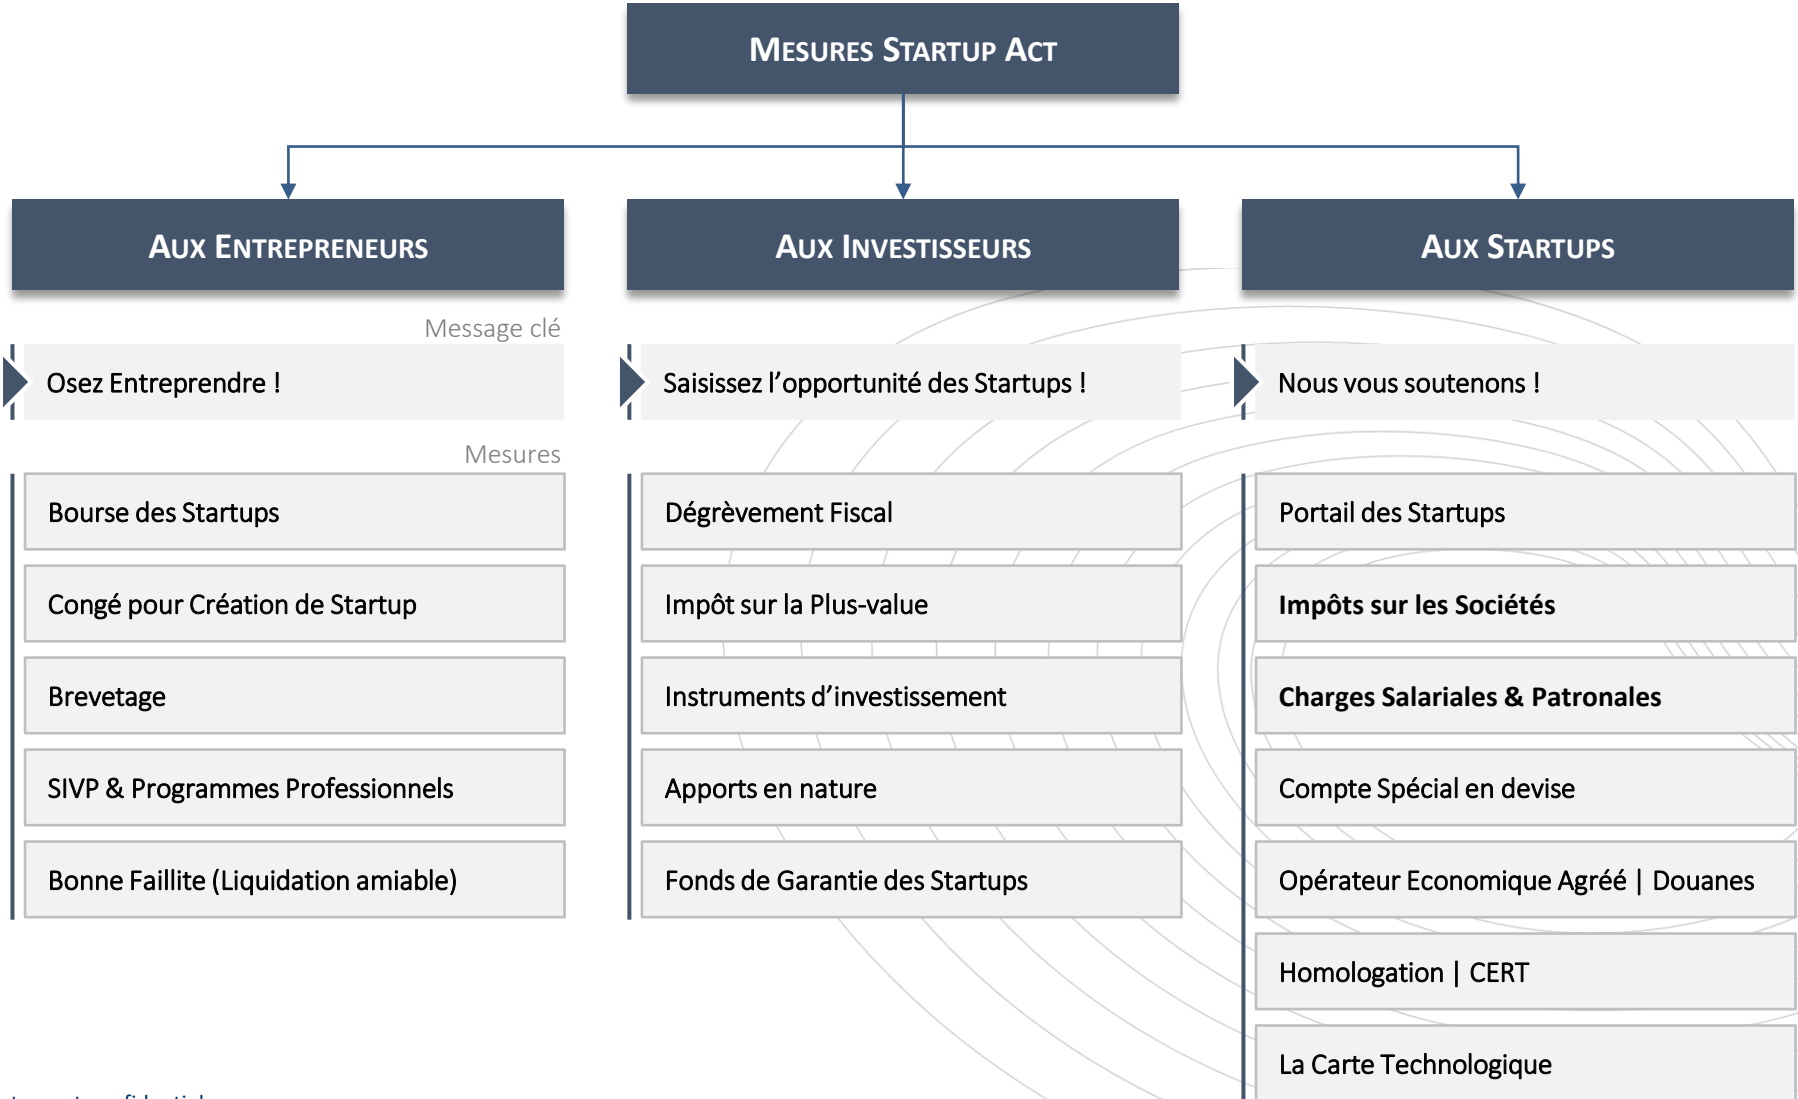 MESURES STARTUP ACT
AUX ENTREPRENEURS
Message clé
Osez Entreprendre !
Mesures
Bourse des Startups
Congé pour Création de Startup
Brevetage
SIVP & Programmes Professionnels
Bonne Faillite (Liquidation amiable)
AUX INVESTISSEURS
Saisissez l’opportunité des Startups !
Dégrèvement Fiscal
Impôt sur la Plus-value
Instruments d’investissement
Apports en nature
Fonds de Garantie des Startups
AUX STARTUPS
Nous vous soutenons !
Portail des Startups
Impôts sur les Sociétés
Charges Salariales & Patronales
Compte Spécial en devise
Opérateur Economique Agréé | Douanes
Homologation | CERT
La Carte Technologique